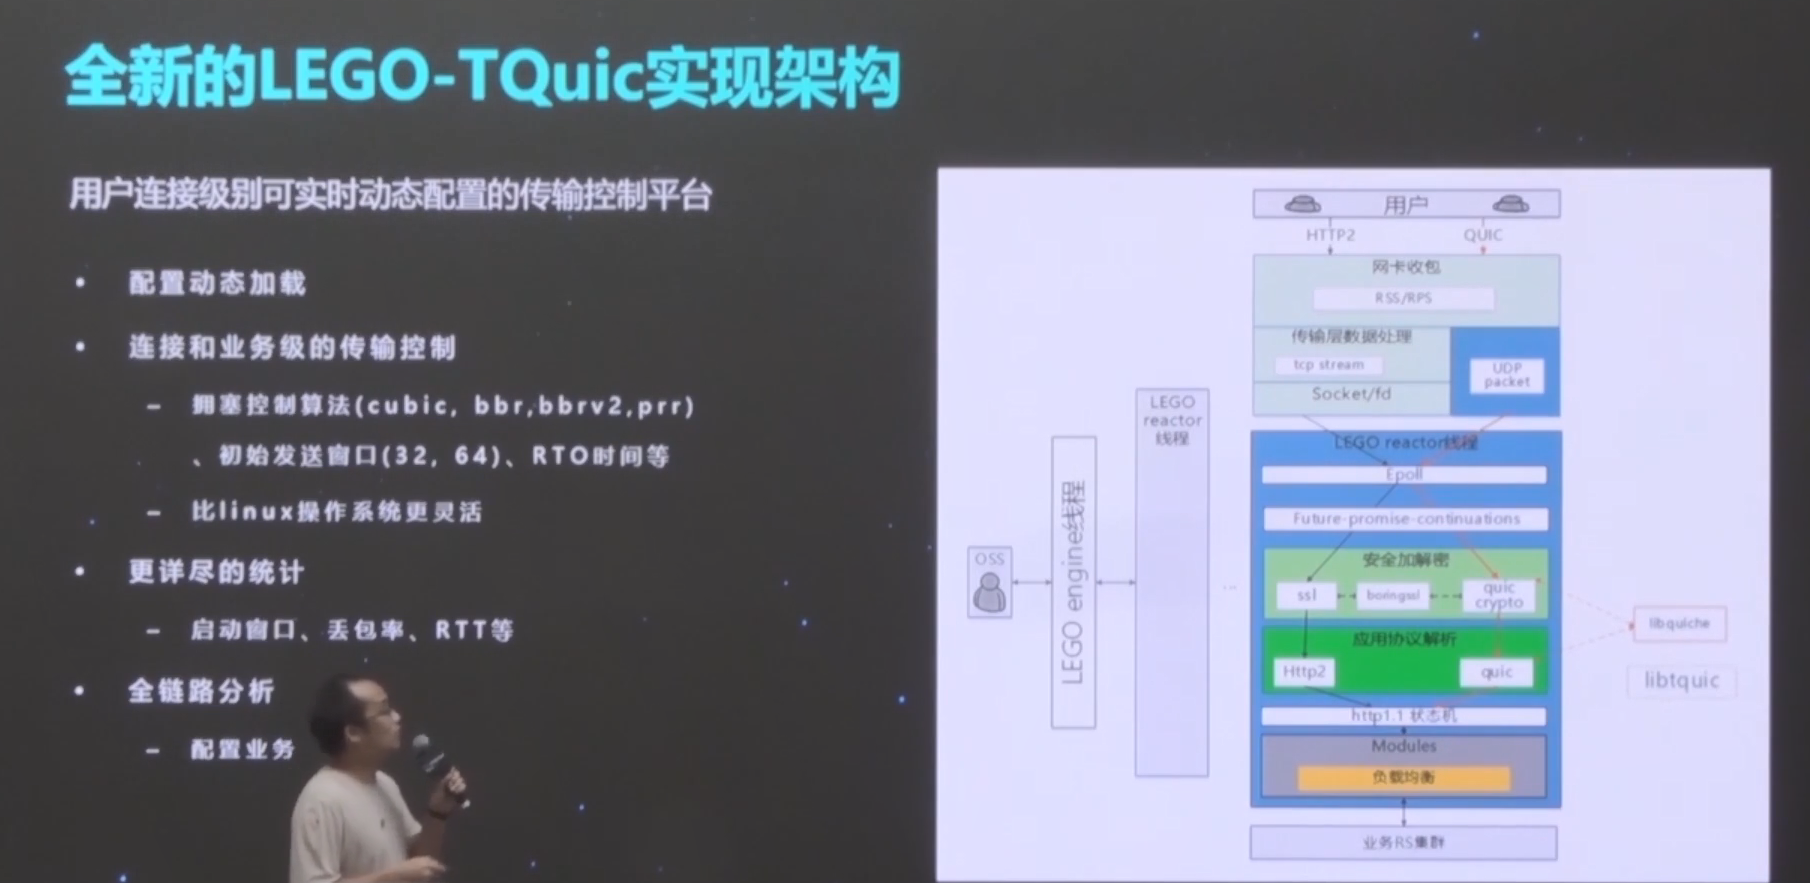 全新的LEGO-TQuic实现架构
用户连接级别可实时动态配置的传输控制平台
• 配置动态加载
• 连接和业务级的传输控制
– 拥塞控制算法(cubic, bbr,bbrv2,prr)
、初始发送窗口(32, 64)、RTO时间等
– 比linux操作系统更灵活
• 更详尽的统计
– 启动窗口、丢包率、RTT等
• 全链路分析
– 配置业务
用户
HTTP2
QUIC
网卡收包
RSS/RPS
传输层数据处理
tcp stream
UDP
packet
Socket/fd
LEGO
reactor
线程
LEGO engine线程
OSS
...
LEGO reactor线程
Epoll
Future-promise-continuations
安全加解密
ssl
boringssl
quic
crypto
应用协议解析
Http2
quic
http1.1 状态机
Modules
负载均衡
业务RS集群
libquiche
libtquic